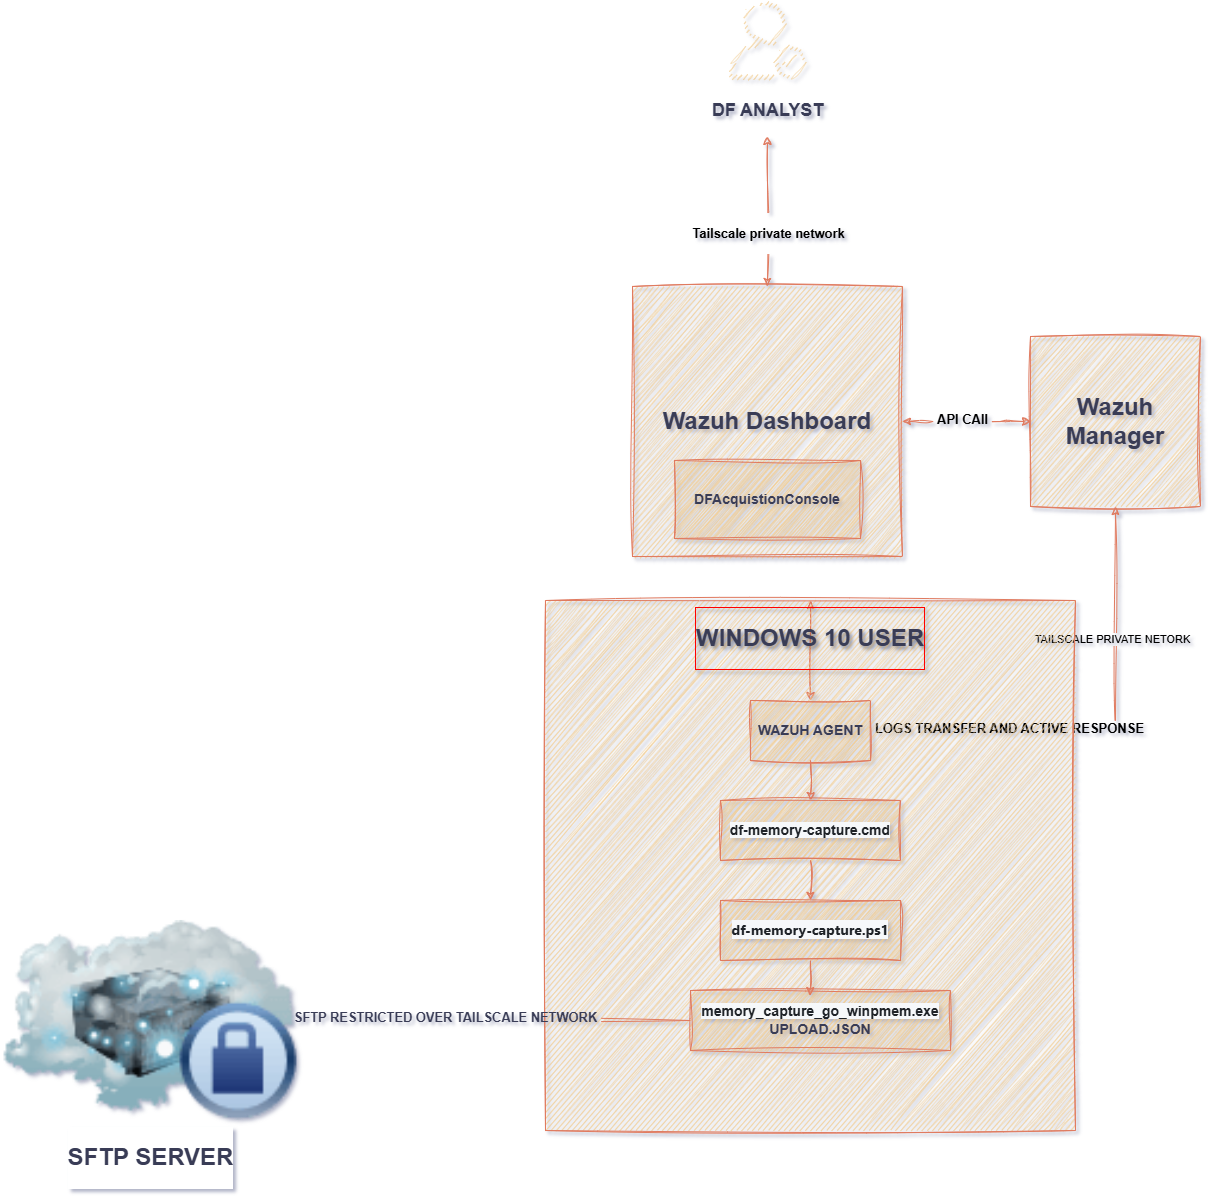 DF ANALYST
Tailscale private network
Wazuh Dashboard
API CAll
Wazuh
Manager
DFAcquistionConsole
WINDOWS 10 USER
TAILSCALE PRIVATE NETORK
WAZUH AGENT
LOGS TRANSFER AND ACTIVE RESPONSE
df-memory-capture.cmd
df-memory-capture.ps1
memory_capture_go_winpmem.exe
UPLOAD.JSON
SFTP RESTRICTED OVER TAILSCALE NETWORK
SFTP SERVER